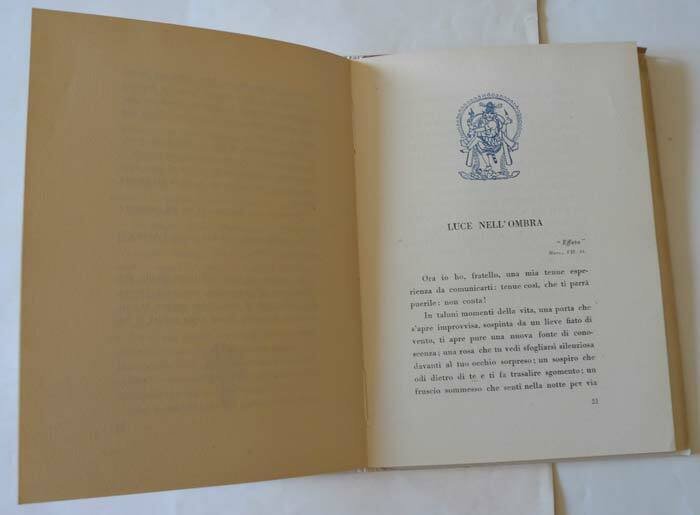 LUCE NELL'OMBRA
"Effata"
Marc., VII.
Ora io ho, fratello, una mia tenue espe-
rienza da comunicarti: tenue così, che ti parrà
puerile: non conta!
In taluni momenti della vita, una porta che
s'apre improvvisa, sospinta da un lieve fiato di
vento, ti apre pure una nuova fonte di cono-
scenza; una rosa che tu vedi sfogliarsi silenziosa
davanti al tuo occhio sorpreso; un sospiro che
odi dietro di te e ti fa trasalire sgomento; un
fruscio sommesso che senti nella notte per via